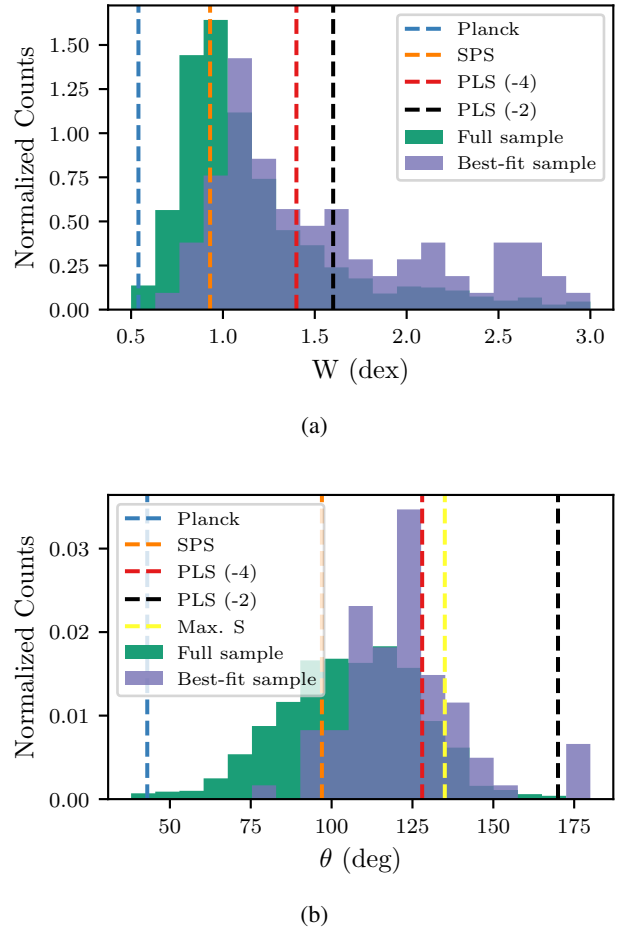 Normalized Counts
1.50
1.25
1.00
0.75
0.50
0.25
0.00
0.5 1.0 1.5 2.0 2.5 3.0
W (dex)
Planck
SPS
PLS (-4)
PLS (-2)
Full sample
Best-fit sample
(a)
Normalized Counts
0.03
0.02
0.01
0.00
50 75 100 125 150 175
θ (deg)
Planck
SPS
PLS (-4)
PLS (-2)
Max. S
Full sample
Best-fit sample
(b)